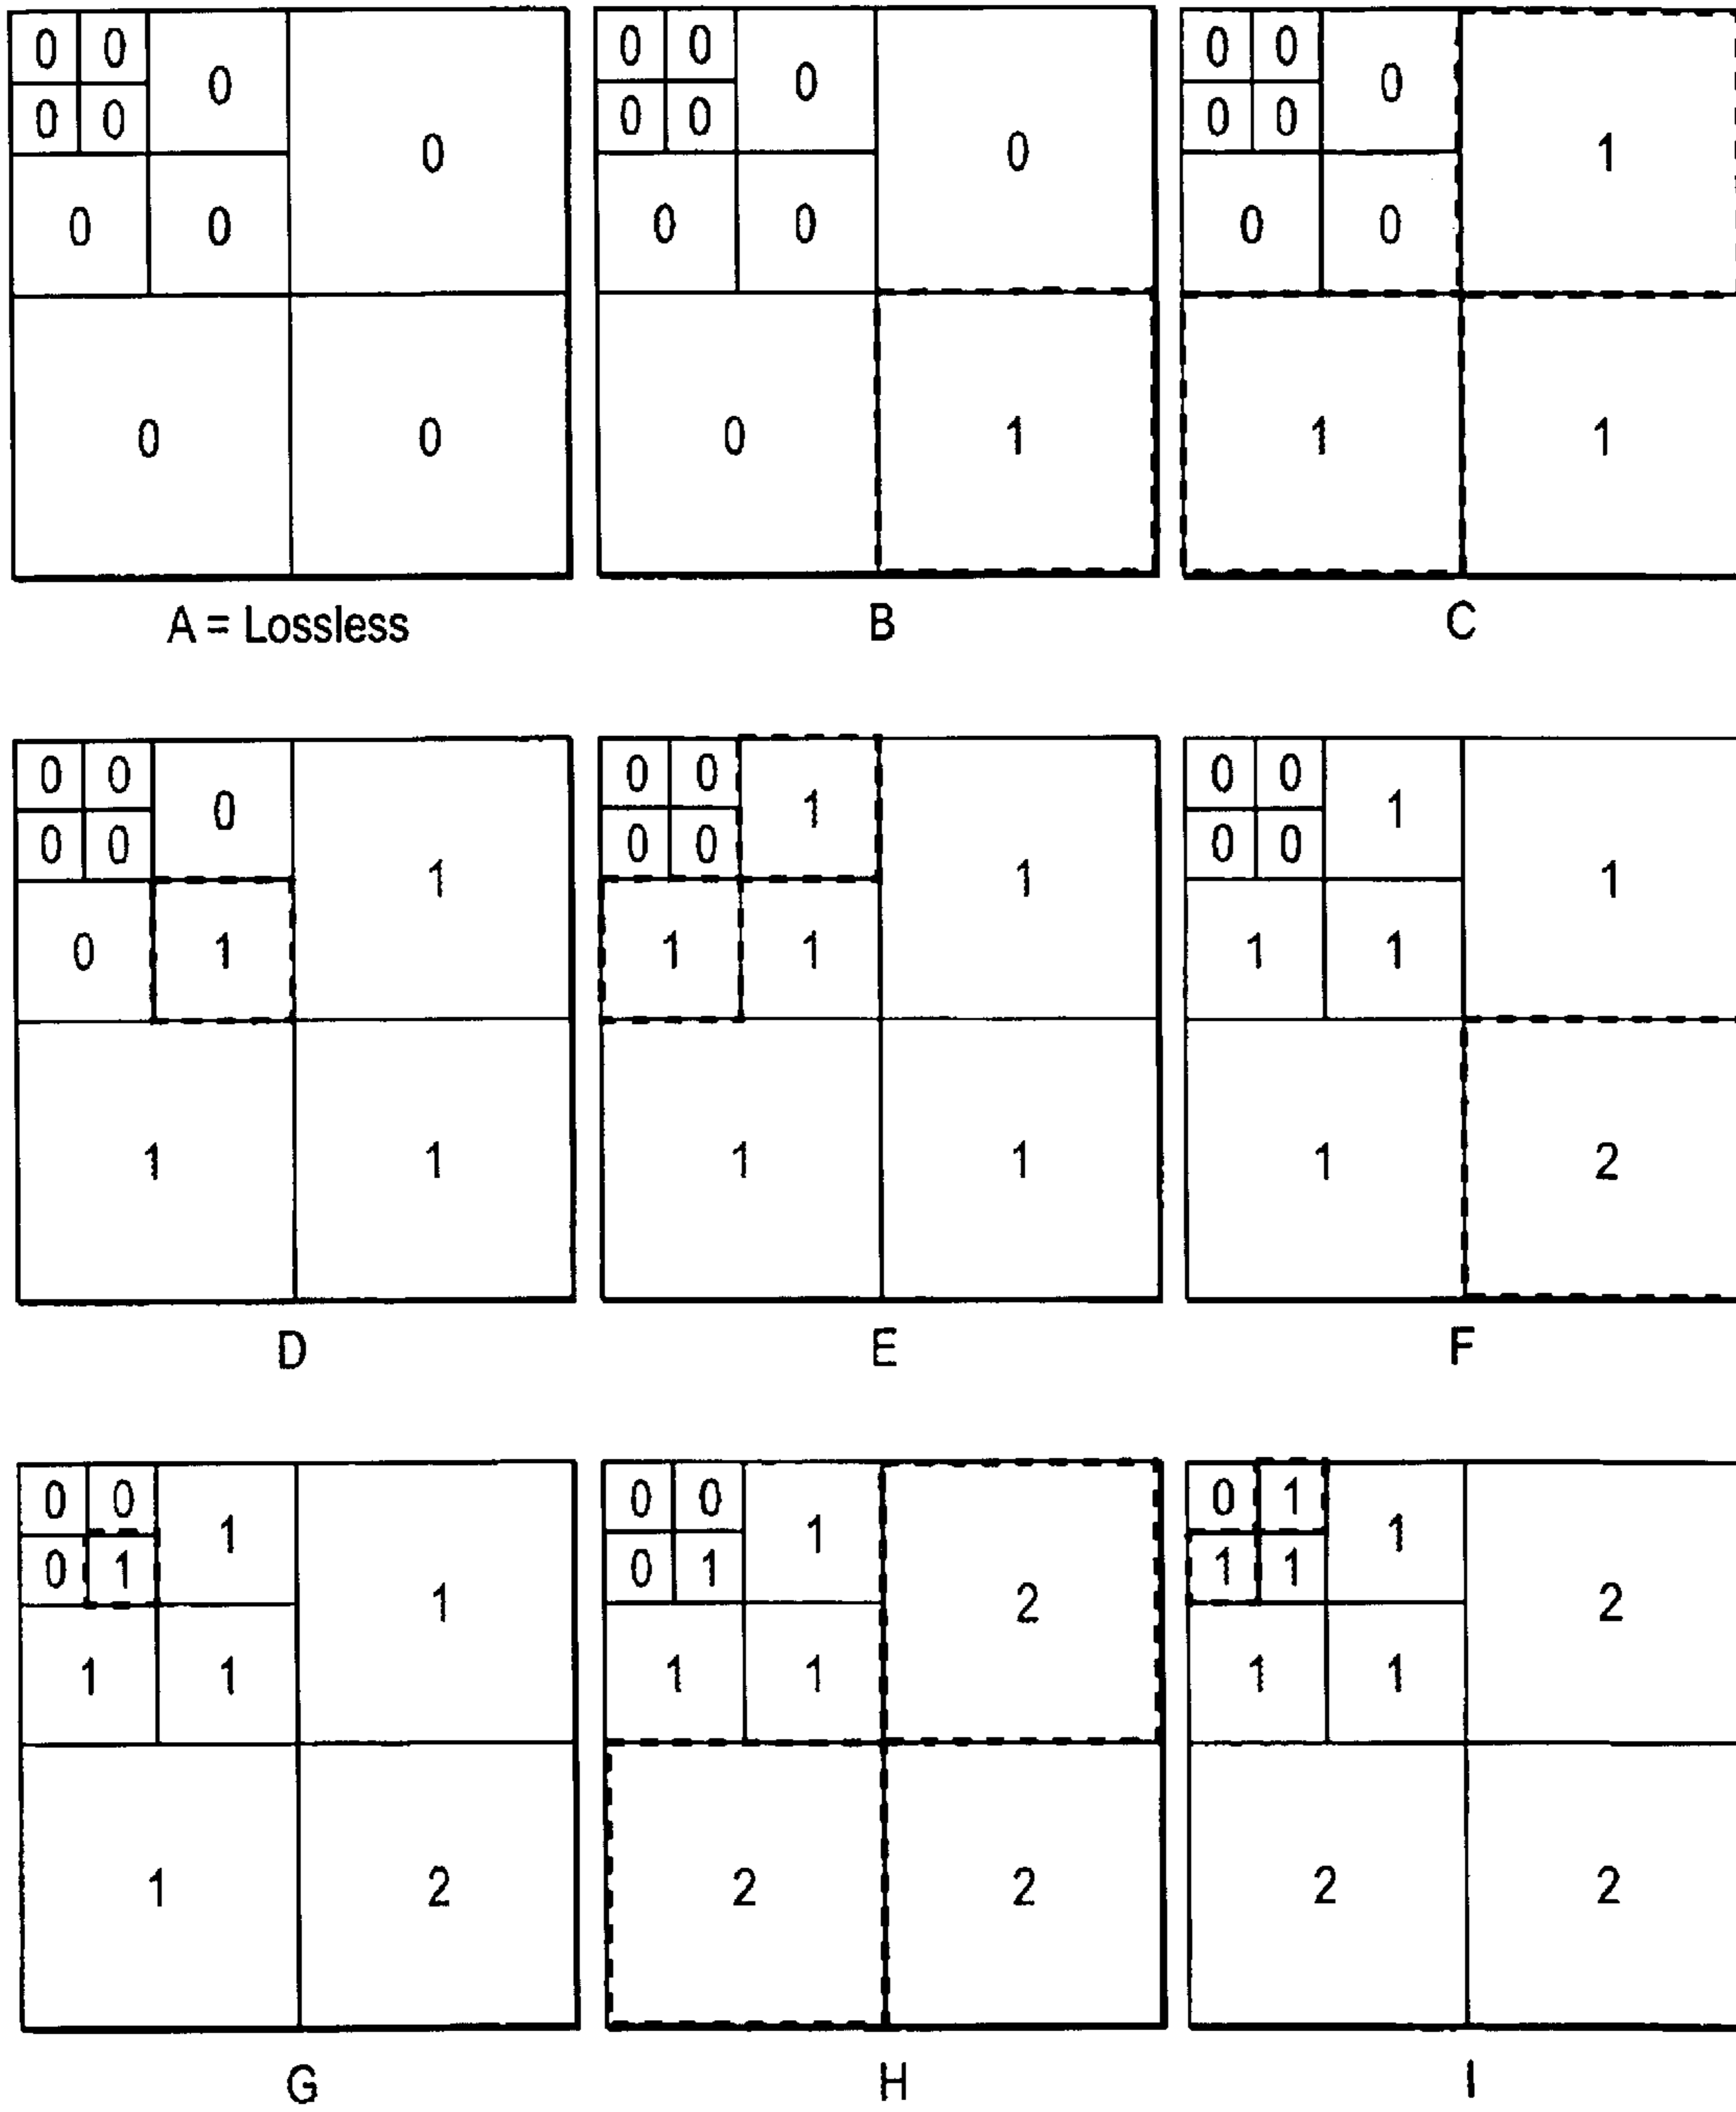 0 0 0 0 0 0 0 0
0 0 0 0 0 1
0 0 0 0 0 0
0 0 0 1 1 1
A = Lossless B C
0 0 0 0 0 1 0 0 1
0 0 1 0 0 1 0 0 1
0 1 1 1 1 1
1 1 1 1 1 2
D E F
0 0 1 0 0 1 0 1 1
0 1 1 0 1 2 1 1 2
1 1 1 1 1 1
1 2 2 2 2 2
G H I